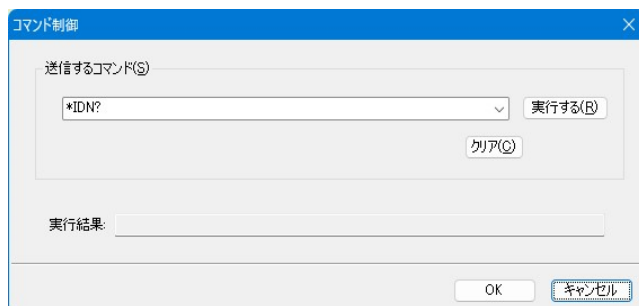 コマンド制御
送信するコマンド(S)
*IDN?
実行する(R)
クリア(C)
実行結果:
OK
キャンセル